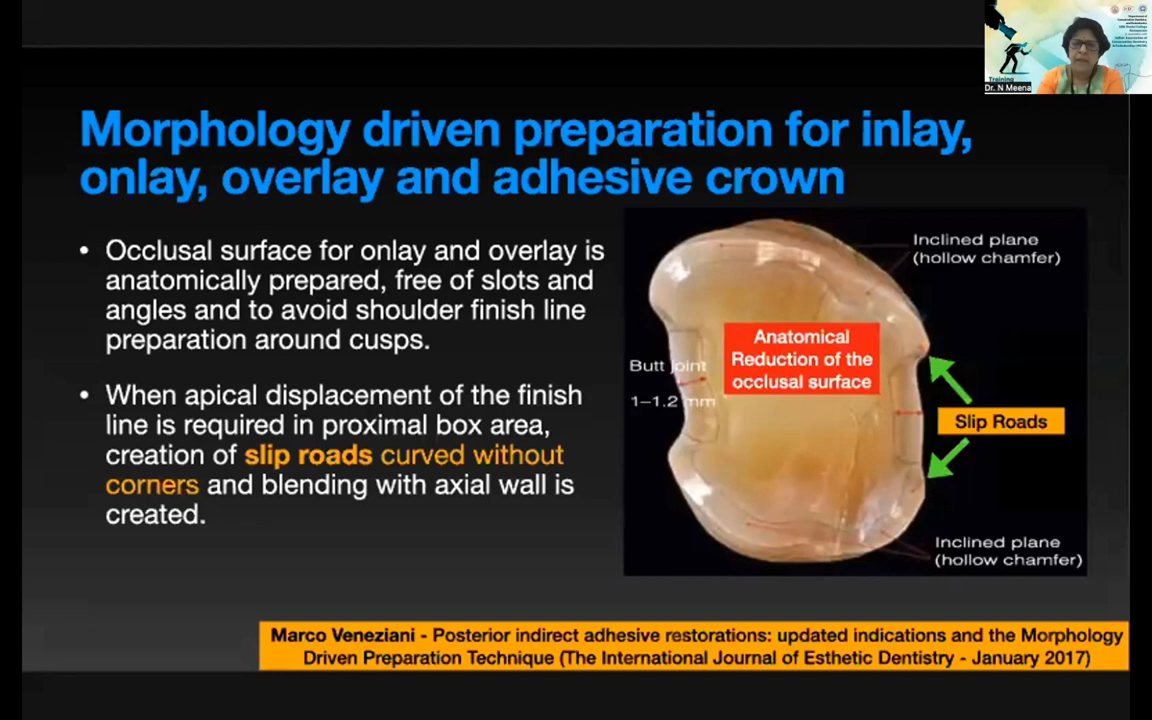 Morphology driven preparation for inlay,
onlay, overlay and adhesive crown
• Occlusal surface for onlay and overlay is
anatomically prepared, free of slots and
angles and to avoid shoulder finish line
preparation around cusps.
• When apical displacement of the finish
line is required in proximal box area,
creation of slip roads curved without
corners and blending with axial wall is
created.
Inclined plane
(hollow chamfer)
Anatomical
Reduction of the
occlusal surface
Butt joint
1–1.2 mm
Slip Roads
Inclined plane
(hollow chamfer)
Marco Veneziani - Posterior indirect adhesive restorations: updated indications and the Morphology
Driven Preparation Technique (The International Journal of Esthetic Dentistry - January 2017)
Training
Dr. N Meena